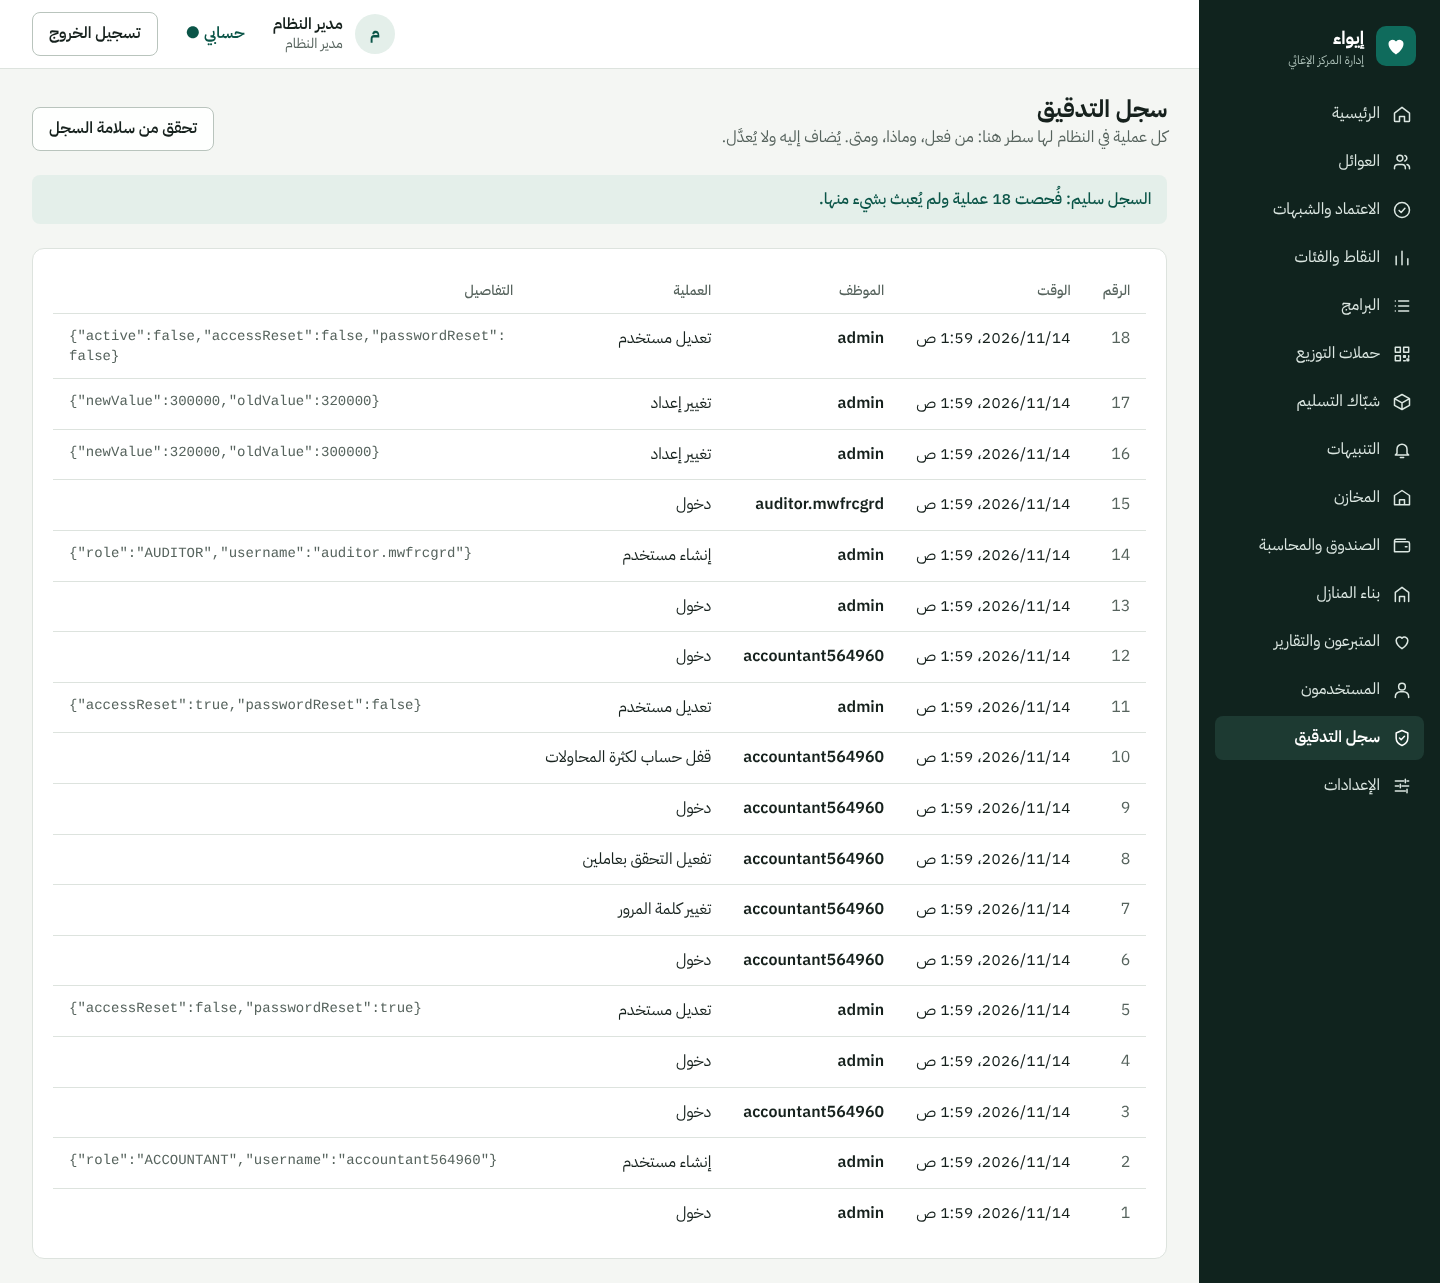 إيواء
إدارة المركز الإغاثي
الرئيسية
العوائل
الاعتماد والشبهات
النقاط والفئات
البرامج
حملات التوزيع
شبّاك التسليم
التنبيهات
المخازن
الصندوق والمحاسبة
بناء المنازل
المتبرعون والتقارير
المستخدمون
سجل التدقيق
الإعدادات
م
مدير النظام
مدير النظام
حسابي
تسجيل الخروج
سجل التدقيق
كل عملية في النظام لها سطر هنا: من فعل، وماذا، ومتى. يُضاف إليه ولا يُعدَّل.
تحقق من سلامة السجل
السجل سليم: فُحصت 18 عملية ولم يُعبث بشيء منها.
الرقم الوقت الموظف العملية التفاصيل
18 2026/11/14، 1:59 ص admin تعديل مستخدم {"active":false,"accessReset":false,"passwordReset":
false}
17 2026/11/14، 1:59 ص admin تغيير إعداد {"newValue":300000,"oldValue":320000}
16 2026/11/14، 1:59 ص admin تغيير إعداد {"newValue":320000,"oldValue":300000}
15 2026/11/14، 1:59 ص auditor.mwfrcgrd دخول
14 2026/11/14، 1:59 ص admin إنشاء مستخدم {"role":"AUDITOR","username":"auditor.mwfrcgrd"}
13 2026/11/14، 1:59 ص admin دخول
12 2026/11/14، 1:59 ص accountant564960 دخول
11 2026/11/14، 1:59 ص admin تعديل مستخدم {"accessReset":true,"passwordReset":false}
10 2026/11/14، 1:59 ص accountant564960 قفل حساب لكثرة المحاولات
9 2026/11/14، 1:59 ص accountant564960 دخول
8 2026/11/14، 1:59 ص accountant564960 تفعيل التحقق بعاملين
7 2026/11/14، 1:59 ص accountant564960 تغيير كلمة المرور
6 2026/11/14، 1:59 ص accountant564960 دخول
5 2026/11/14، 1:59 ص admin تعديل مستخدم {"accessReset":false,"passwordReset":true}
4 2026/11/14، 1:59 ص admin دخول
3 2026/11/14، 1:59 ص accountant564960 دخول
2 2026/11/14، 1:59 ص admin إنشاء مستخدم {"role":"ACCOUNTANT","username":"accountant564960"}
1 2026/11/14، 1:59 ص admin دخول